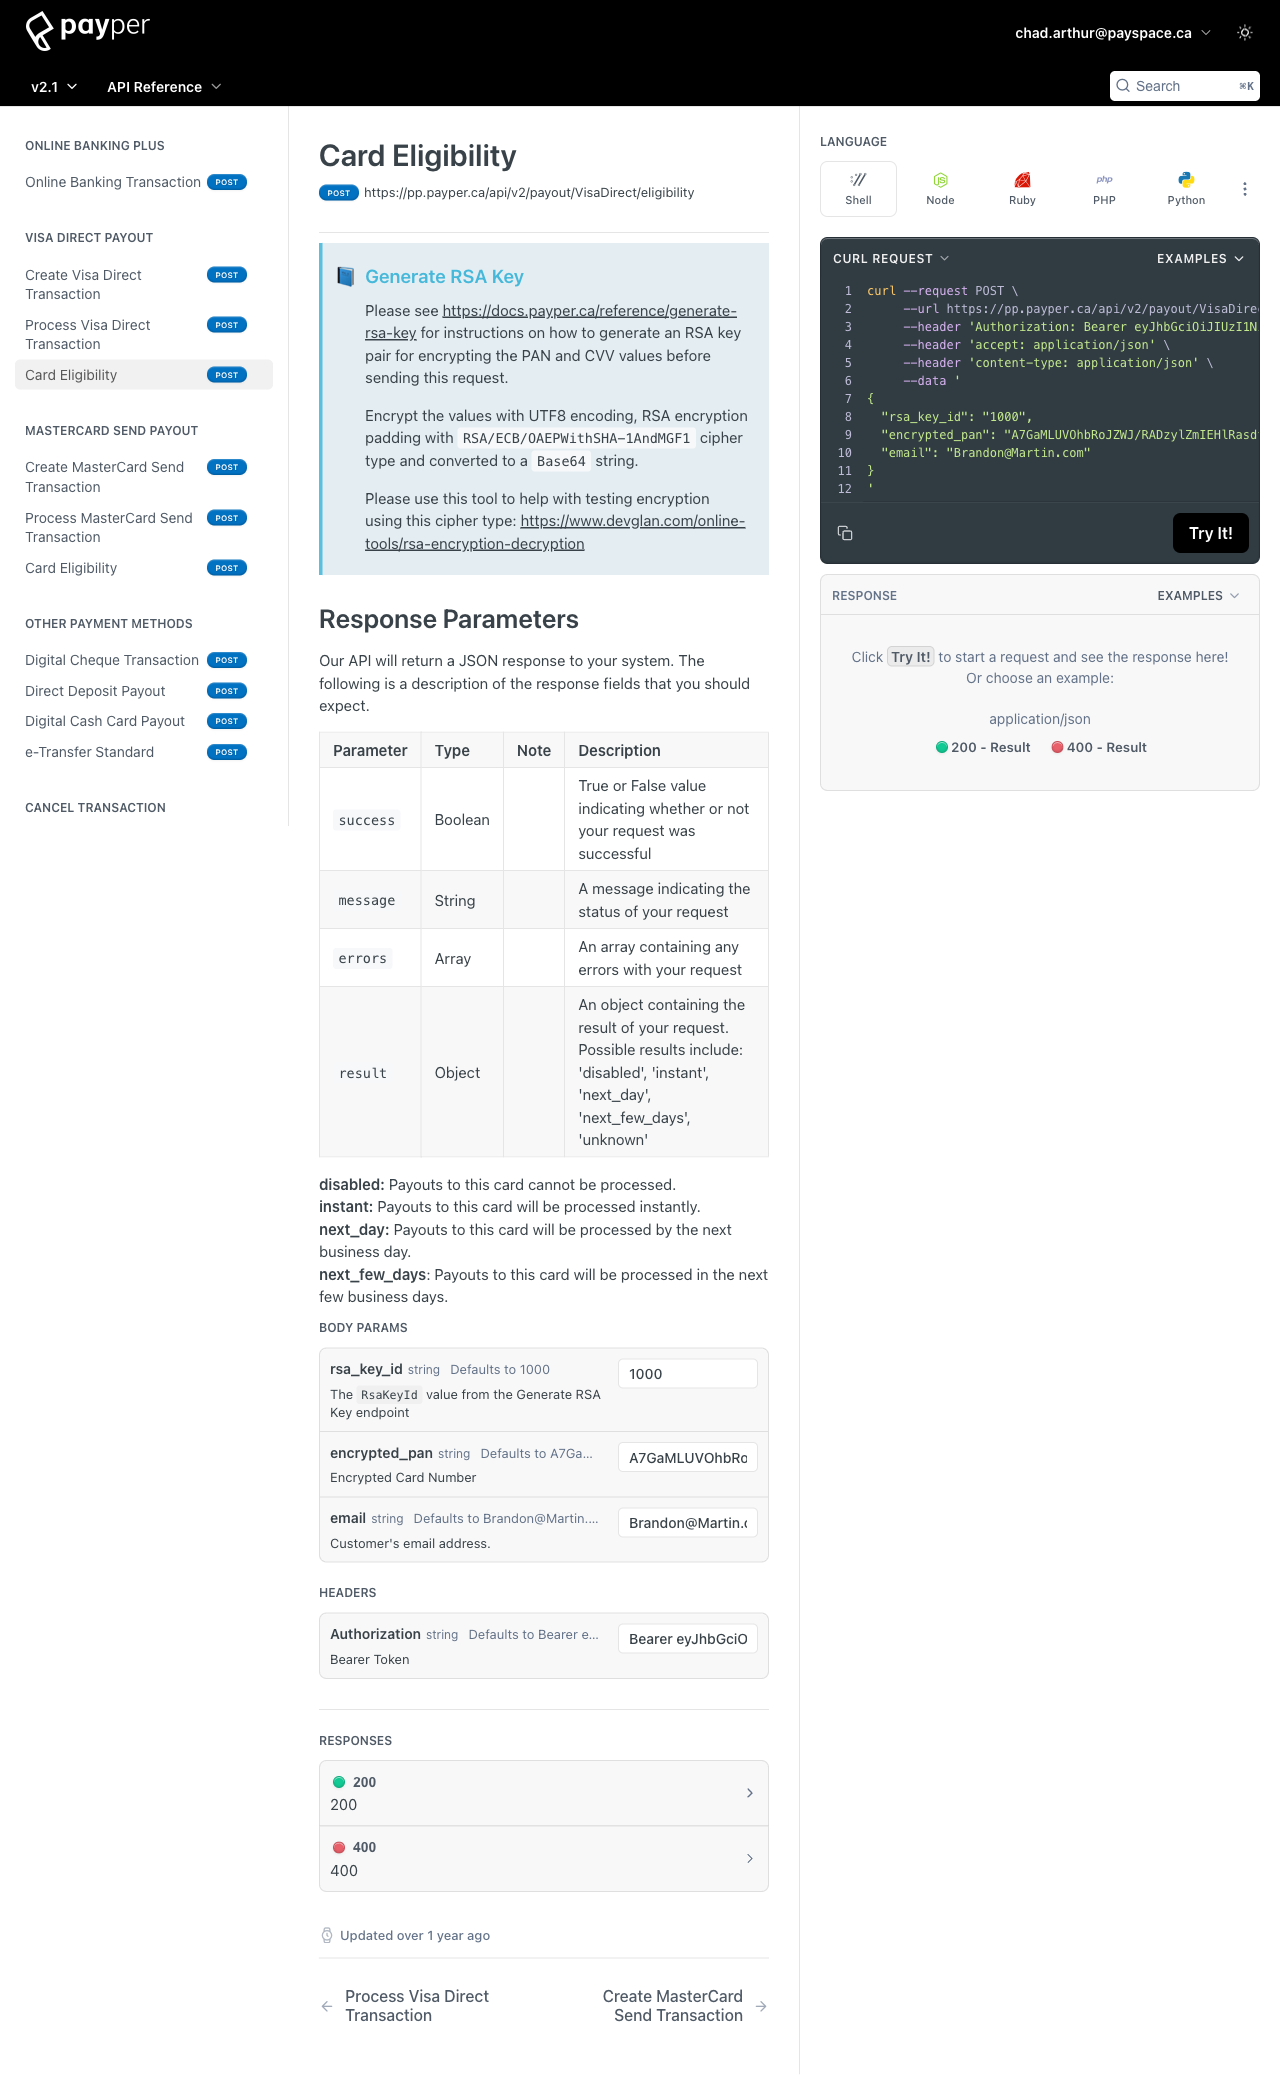 payper
chad.arthur@payspace.ca
v2.1
API Reference
Search
⌘K
ONLINE BANKING PLUS
Online Banking Transaction POST
VISA DIRECT PAYOUT
Create Visa Direct POST
Transaction
Process Visa Direct POST
Transaction
Card Eligibility POST
MASTERCARD SEND PAYOUT
Create MasterCard Send POST
Transaction
Process MasterCard Send POST
Transaction
Card Eligibility POST
OTHER PAYMENT METHODS
Digital Cheque Transaction POST
Direct Deposit Payout POST
Digital Cash Card Payout POST
e-Transfer Standard POST
CANCEL TRANSACTION
Card Eligibility
POST https://pp.payper.ca/api/v2/payout/VisaDirect/eligibility
Generate RSA Key
Please see https://docs.payper.ca/reference/generate-
rsa-key for instructions on how to generate an RSA key
pair for encrypting the PAN and CVV values before
sending this request.
Encrypt the values with UTF8 encoding, RSA encryption
padding with RSA/ECB/OAEPWithSHA-1AndMGF1 cipher
type and converted to a Base64 string.
Please use this tool to help with testing encryption
using this cipher type: https://www.devglan.com/online-
tools/rsa-encryption-decryption
Response Parameters
Our API will return a JSON response to your system. The
following is a description of the response fields that you should
expect.
Parameter Type Note Description
success Boolean True or False value
indicating whether or not
your request was
successful
message String A message indicating the
status of your request
errors Array An array containing any
errors with your request
result Object An object containing the
result of your request.
Possible results include:
'disabled', 'instant',
'next_day',
'next_few_days',
'unknown'
disabled: Payouts to this card cannot be processed.
instant: Payouts to this card will be processed instantly.
next_day: Payouts to this card will be processed by the next
business day.
next_few_days: Payouts to this card will be processed in the next
few business days.
BODY PARAMS
rsa_key_id string Defaults to 1000 1000
The RsaKeyId value from the Generate RSA
Key endpoint
encrypted_pan string Defaults to A7Ga... A7GaMLUVOhbRo
Encrypted Card Number
email string Defaults to Brandon@Martin.... Brandon@Martin.c
Customer's email address.
HEADERS
Authorization string Defaults to Bearer e... Bearer eyJhbGciO
Bearer Token
RESPONSES
200
200
400
400
Updated over 1 year ago
Process Visa Direct
Transaction
Create MasterCard
Send Transaction
LANGUAGE
Shell
Node
Ruby
php
PHP
Python
CURL REQUEST EXAMPLES
1 curl --request POST \
2 --url https://pp.payper.ca/api/v2/payout/VisaDire
3 --header 'Authorization: Bearer eyJhbGciOiJIUzI1N
4 --header 'accept: application/json' \
5 --header 'content-type: application/json' \
6 --data '
7 {
8 "rsa_key_id": "1000",
9 "encrypted_pan": "A7GaMLUVOhbRoJZWJ/RADzylZmIEHlRasd
10 "email": "Brandon@Martin.com"
11 }
12 '
Try It!
RESPONSE EXAMPLES
Click Try It! to start a request and see the response here!
Or choose an example:
application/json
200 - Result 400 - Result